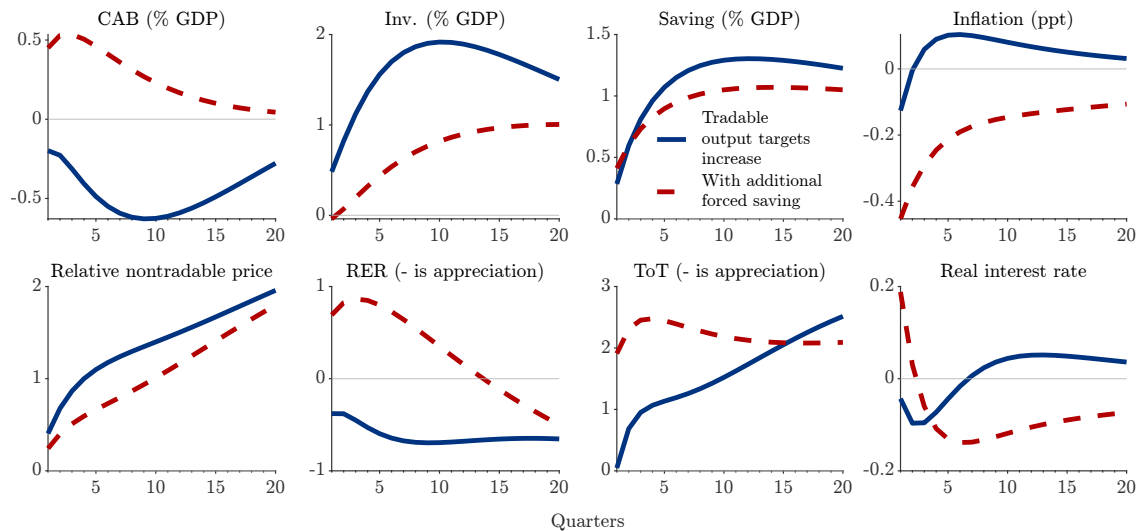 CAB (% GDP)
0.5
0
-0.5
5 10 15 20
Inv. (% GDP)
2
1
0
5 10 15 20
Saving (% GDP)
1.5
1
0.5
0
5 10 15 20
Tradable
output targets
increase
With additional
forced saving
Inflation (ppt)
0
-0.2
-0.4
5 10 15 20
Relative nontradable price
2
1
0
5 10 15 20
RER (- is appreciation)
1
0
-1
5 10 15 20
ToT (- is appreciation)
3
2
1
0
5 10 15 20
Real interest rate
0.2
0
-0.2
5 10 15 20
Quarters